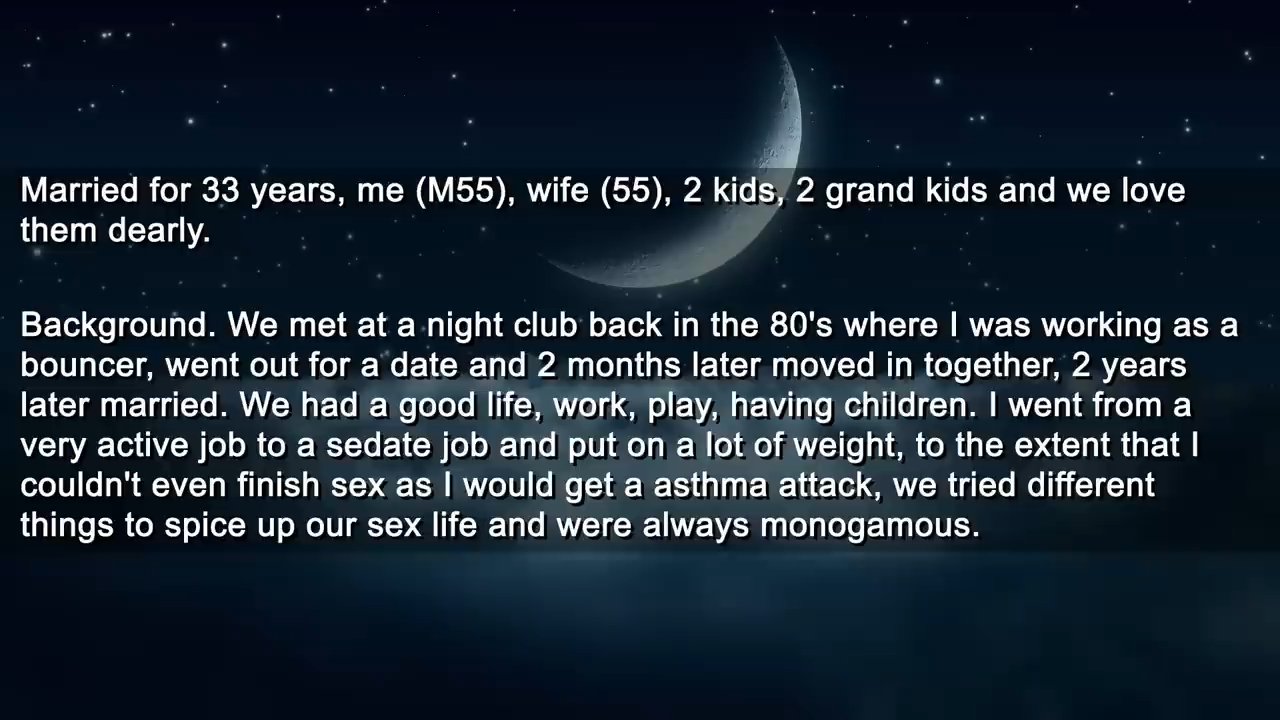 Married for 33 years, me (M55), wife (55), 2 kids, 2 grand kids and we love
them dearly.
Background. We met at a night club back in the 80's where I was working as a
bouncer, went out for a date and 2 months later moved in together, 2 years
later married. We had a good life, work, play, having children. I went from a
very active job to a sedate job and put on a lot of weight, to the extent that I
couldn't even finish sex as I would get a asthma attack, we tried different
things to spice up our sex life and were always monogamous.